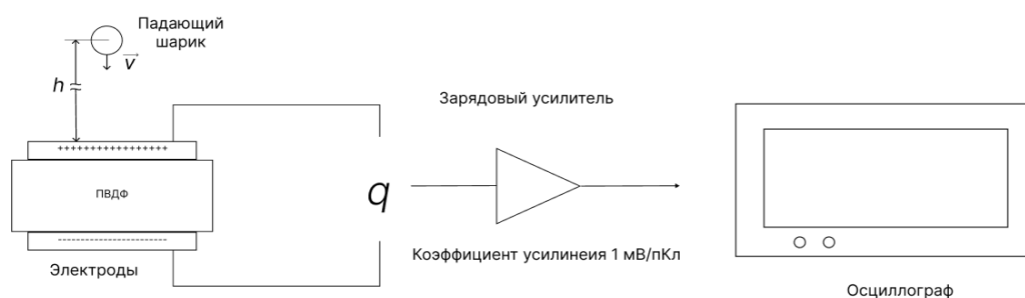 Падающий
шарик
v
h
Зарядовый усилитель
+++++++++++++++++
ПВДФ
q
-----------------
Электроды
Коэффициент усилинеия 1 мВ/пКл
Осциллограф